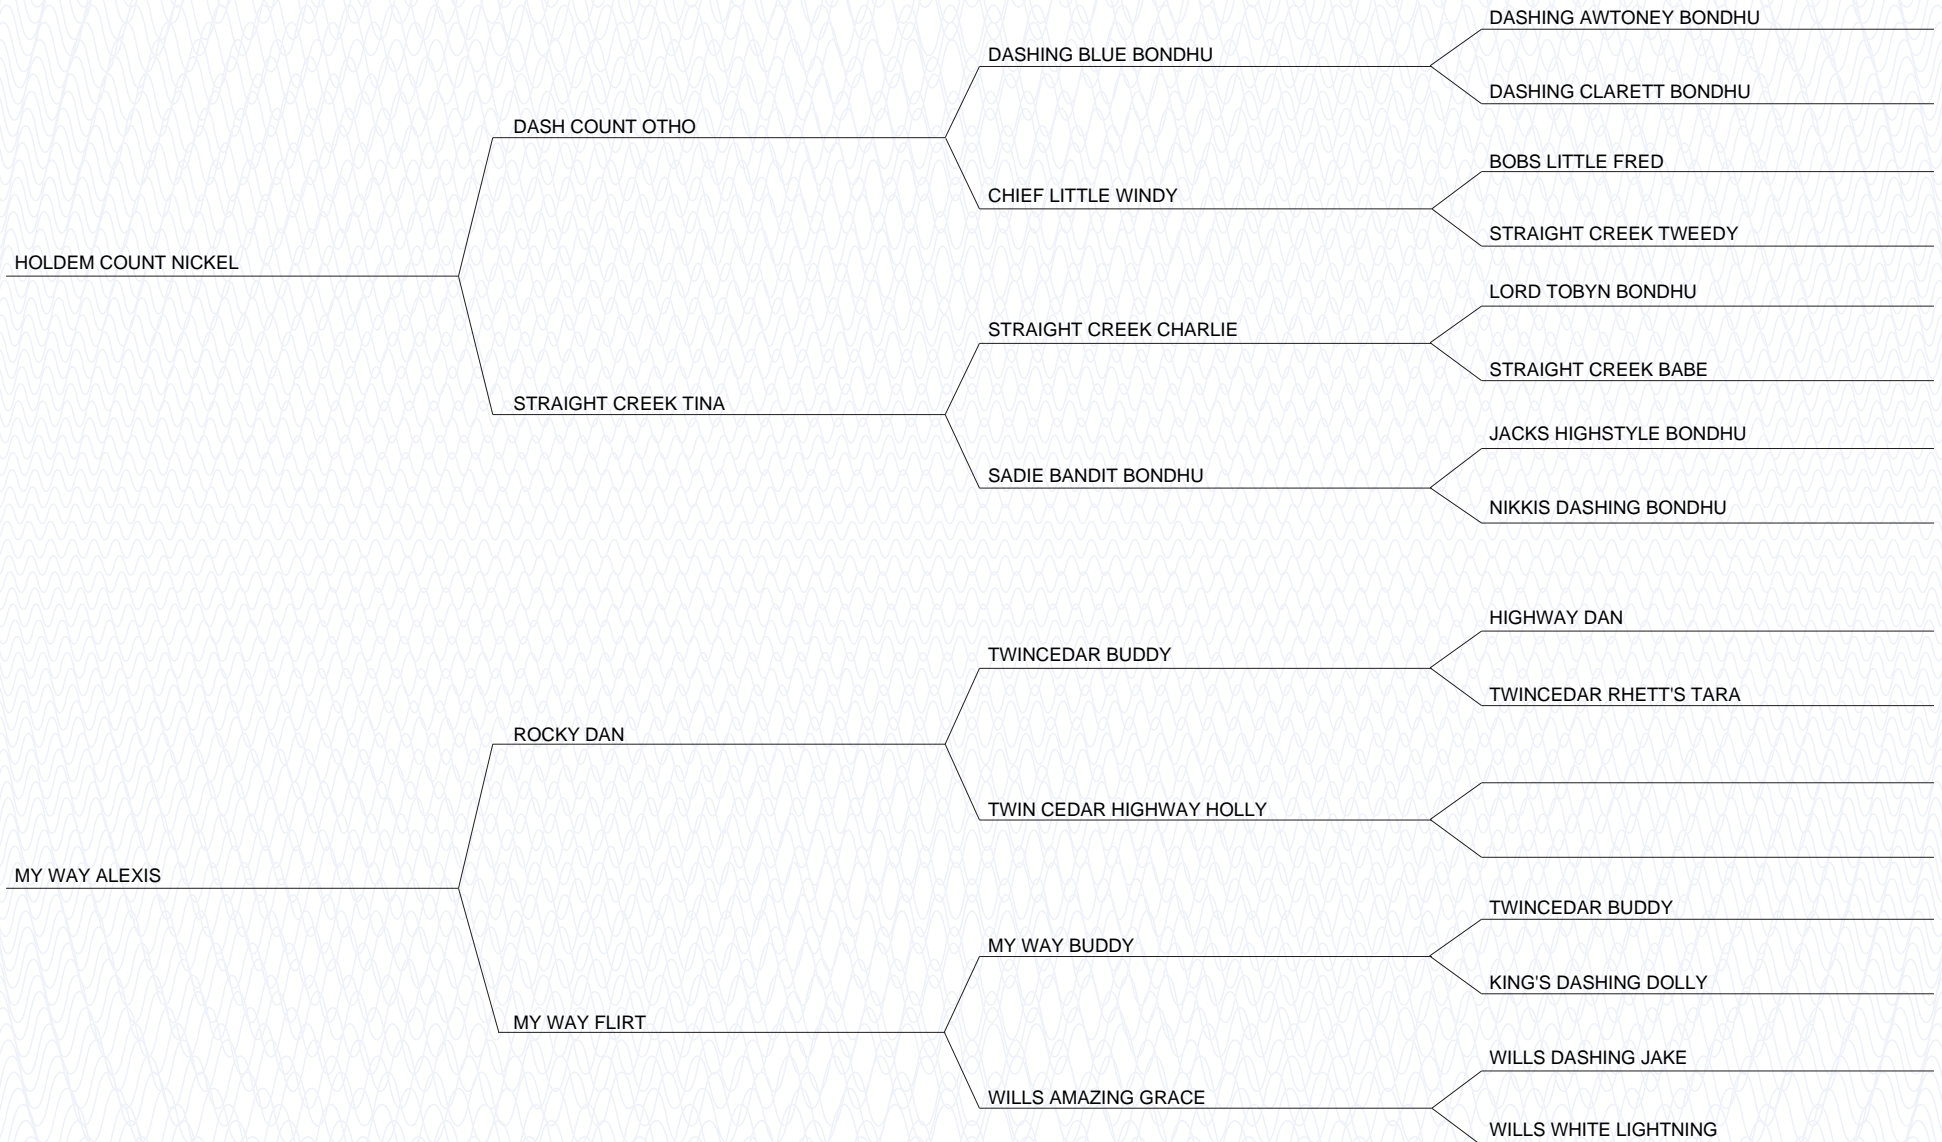 DASHING AWTONEY BONDHU
DASHING BLUE BONDHU
DASHING CLARETT BONDHU
DASH COUNT OTHO
BOBS LITTLE FRED
CHIEF LITTLE WINDY
STRAIGHT CREEK TWEEDY
HOLDEM COUNT NICKEL
LORD TOBYN BONDHU
STRAIGHT CREEK CHARLIE
STRAIGHT CREEK BABE
STRAIGHT CREEK TINA
JACKS HIGHSTYLE BONDHU
SADIE BANDIT BONDHU
NIKKIS DASHING BONDHU
HIGHWAY DAN
TWINCEDAR BUDDY
TWINCEDAR RHETT'S TARA
ROCKY DAN
TWIN CEDAR HIGHWAY HOLLY
MY WAY ALEXIS
TWINCEDAR BUDDY
MY WAY BUDDY
KING'S DASHING DOLLY
MY WAY FLIRT
WILLS DASHING JAKE
WILLS AMAZING GRACE
WILLS WHITE LIGHTNING